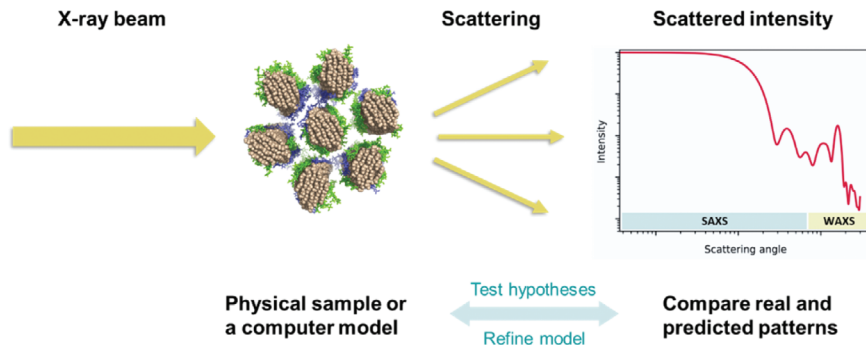 X-ray beam
Scattering
Scattered intensity
Intensity
SAXS
WAXS
Scattering angle
Physical sample or
a computer model
Test hypotheses
Refine model
Compare real and
predicted patterns